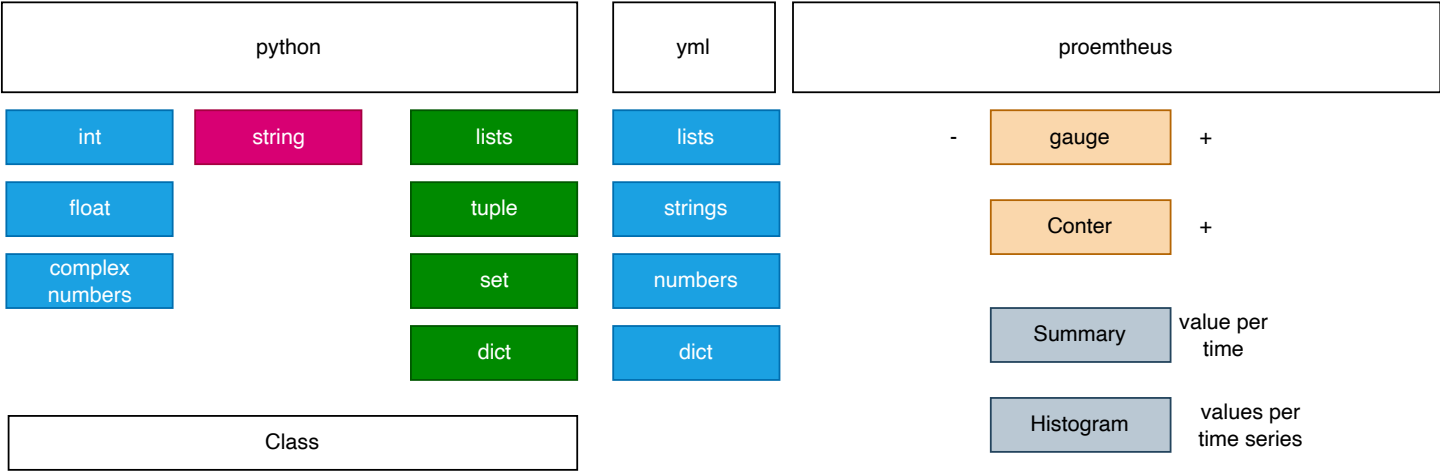 python
yml
proemtheus
int
string
lists
lists
-
gauge
+
float
tuple
strings
Conter
+
complex
numbers
set
numbers
dict
dict
Summary
value per
time
Class
Histogram
values per
time series